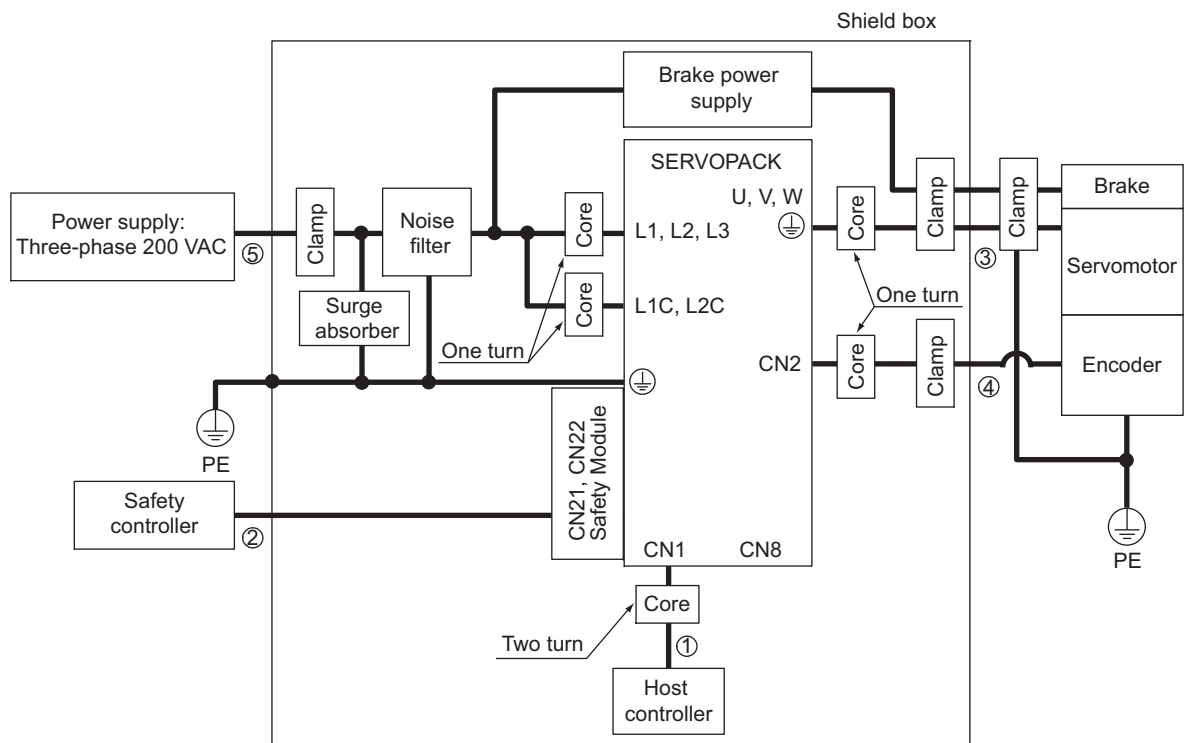 Shield box
Brake power
supply
SERVOPACK
U, V, W
Core
Clamp
Clamp
Brake
Power supply:
Three-phase 200 VAC
⑤
Clamp
Noise
filter
Core
L1, L2, L3
③
Servomotor
Surge
absorber
Core
L1C, L2C
One turn
One turn
CN2
Core
Clamp
④
Encoder
PE
CN21, CN22
Safety Module
Safety
controller
②
PE
CN1
CN8
Core
Two turn
①
Host
controller